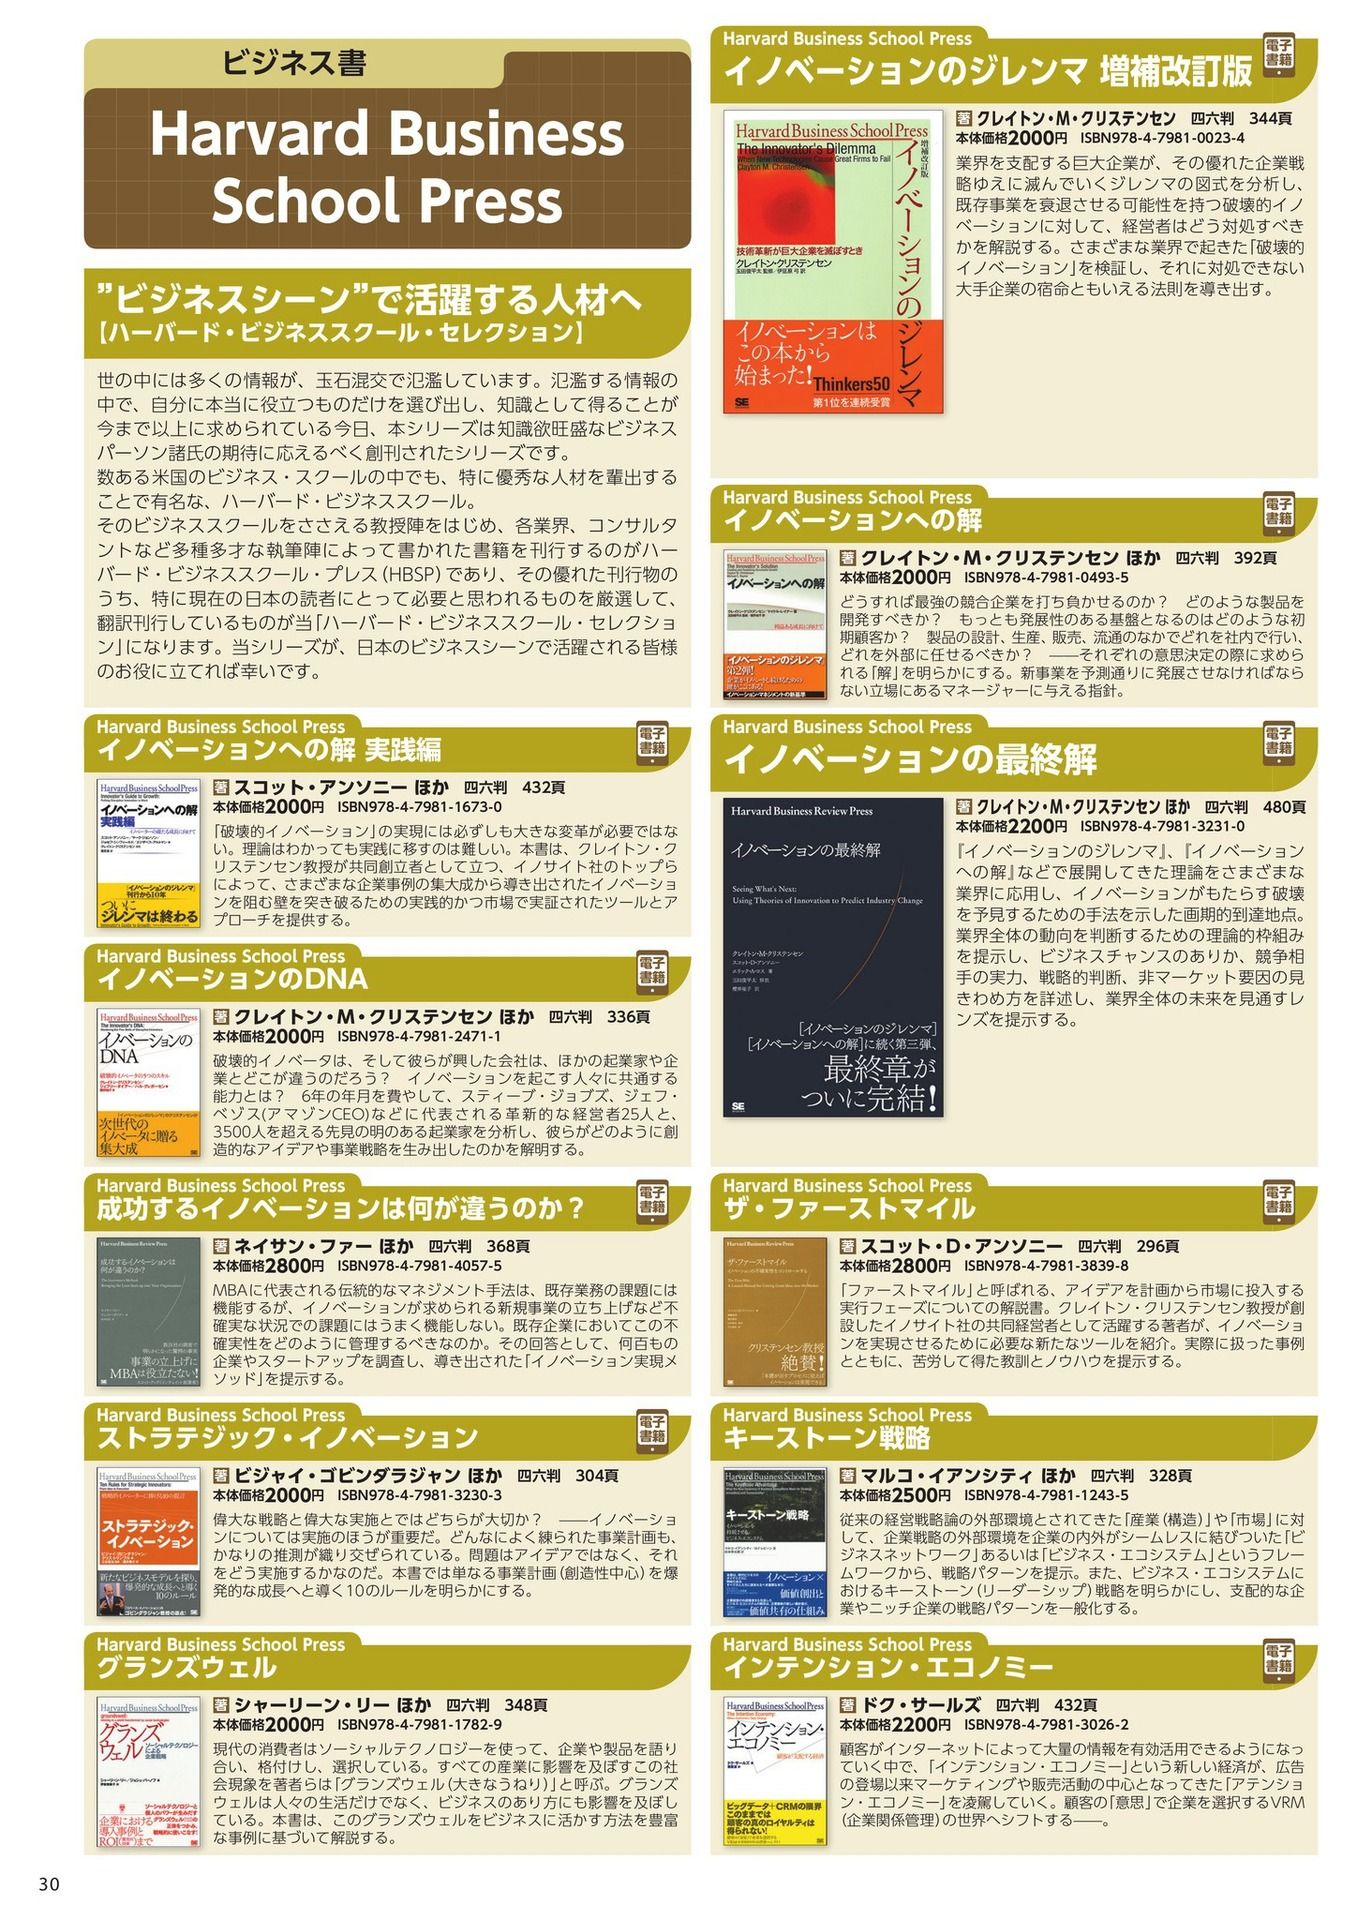 ビジネス書
Harvard Business
School Press
”ビジネスシーン”で活躍する人材へ
【ハーバード・ビジネススクール・セレクション】
世の中には多くの情報が、玉石混交で氾濫しています。氾濫する情報の
中で、自分に本当に役立つものだけを選び出し、知識として得ることが
今まで以上に求められている今日、本シリーズは知識欲旺盛なビジネス
パーソン諸氏の期待に応えるべく創刊されたシリーズです。
数ある米国のビジネス・スクールの中でも、特に優秀な人材を輩出する
ことで有名な、ハーバード・ビジネススクール。
そのビジネススクールをささえる教授陣をはじめ、各業界、コンサルタ
ントなど多種多才な執筆陣によって書かれた書籍を刊行するのがハー
バード・ビジネススクール・プレス（HBSP）であり、その優れた刊行物の
うち、特に現在の日本の読者にとって必要と思われるものを厳選して、
翻訳刊行しているものが当「ハーバード・ビジネススクール・セレクショ
ン」になります。当シリーズが、日本のビジネスシーンで活躍される皆様
のお役に立てれば幸いです。
Harvard Business School Press
イノベーションのジレンマ 増補改訂版
電子
書籍
Harvard Business School Press
The Innovator's Dilemma
When New Technologies Cause Great Firms to Fail
Clayton M. Christensen
増補改訂版
イノベーションのジレンマ
技術革新が巨大企業を滅ぼすとき
クレイトン・クリステンセン
玉田俊平太 監修／伊豆原 弓 訳
イノベーションは
この本から
始まった!
Thinkers50
第1位を連続受賞
SE
著 クレイトン・M・クリステンセン 四六判 344頁
本体価格2000円 ISBN978-4-7981-0023-4
業界を支配する巨大企業が、その優れた企業戦
略ゆえに滅んでいくジレンマの図式を分析し、
既存事業を衰退させる可能性を持つ破壊的イノ
ベーションに対して、経営者はどう対処すべき
かを解説する。さまざまな業界で起きた「破壊的
イノベーション」を検証し、それに対処できない
大手企業の宿命ともいえる法則を導き出す。
Harvard Business School Press
イノベーションへの解
電子
書籍
Harvard Business School Press
The Innovator's Solution
イノベーションへの解
利益ある成長に向けて
「イノベーションのジレンマ」
第2弾!
イノベーション・マネジメントの新基準
著 クレイトン・M・クリステンセン ほか 四六判 392頁
本体価格2000円 ISBN978-4-7981-0493-5
どうすれば最強の競合企業を打ち負かせるのか？ どのような製品を
開発すべきか？ もっとも発展性のある基盤となるのはどのような初
期顧客か？ 製品の設計、生産、販売、流通のなかでどれを社内で行い、
どれを外部に任せるべきか？ ――それぞれの意思決定の際に求めら
れる「解」を明らかにする。新事業を予測通りに発展させなければなら
ない立場にあるマネージャーに与える指針。
Harvard Business School Press
イノベーションへの解 実践編
電子
書籍
Harvard Business School Press
Innovator's Guide to Growth:
イノベーションへの解
実践編
「イノベーションのジレンマ」
刊行から10年
ついに
ジレンマは終わる
著 スコット・アンソニー ほか 四六判 432頁
本体価格2000円 ISBN978-4-7981-1673-0
「破壊的イノベーション」の実現には必ずしも大きな変革が必要ではな
い。理論はわかっても実践に移すのは難しい。本書は、クレイトン・ク
リステンセン教授が共同創立者として立つ、イノサイト社のトップら
によって、さまざまな企業事例の集大成から導き出されたイノベーショ
ンを阻む壁を突き破るための実践的かつ市場で実証されたツールとア
プローチを提供する。
Harvard Business School Press
イノベーションの最終解
電子
書籍
Harvard Business Review Press
イノベーションの最終解
Seeing What's Next:
Using Theories of Innovation to Predict Industry Change
クレイトン・M・クリステンセン
スコット・D・アンソニー
エリック・A・ロス 著
玉田俊平太 解説
櫻井祐子 訳
［イノベーションのジレンマ］
［イノベーションへの解］に続く第三弾、
最終章が
ついに完結!
SE
著 クレイトン・M・クリステンセン ほか 四六判 480頁
本体価格2200円 ISBN978-4-7981-3231-0
『イノベーションのジレンマ』、『イノベーション
への解』などで展開してきた理論をさまざまな
業界に応用し、イノベーションがもたらす破壊
を予見するための手法を示した画期的到達地点。
業界全体の動向を判断するための理論的枠組み
を提示し、ビジネスチャンスのありか、競争相
手の実力、戦略的判断、非マーケット要因の見
きわめ方を詳述し、業界全体の未来を見通すレ
ンズを提示する。
Harvard Business School Press
イノベーションのDNA
電子
書籍
Harvard Business School Press
The Innovator's DNA:
イノベーションの
DNA
破壊的イノベータの5つのスキル
次世代の
イノベータに贈る
集大成
著 クレイトン・M・クリステンセン ほか 四六判 336頁
本体価格2000円 ISBN978-4-7981-2471-1
破壊的イノベータは、そして彼らが興した会社は、ほかの起業家や企
業とどこが違うのだろう？ イノベーションを起こす人々に共通する
能力とは？ 6年の年月を費やして、スティーブ・ジョブズ、ジェフ・
ベゾス（アマゾンCEO）などに代表される革新的な経営者25人と、
3500人を超える先見の明のある起業家を分析し、彼らがどのように創
造的なアイデアや事業戦略を生み出したのかを解明する。
Harvard Business School Press
成功するイノベーションは何が違うのか？
電子
書籍
Harvard Business Review Press
成功するイノベーションは
何が違うのか？
事業の立上げに
MBAは役立たない!
著 ネイサン・ファー ほか 四六判 368頁
本体価格2800円 ISBN978-4-7981-4057-5
MBAに代表される伝統的なマネジメント手法は、既存業務の課題には
機能するが、イノベーションが求められる新規事業の立ち上げなど不
確実な状況での課題にはうまく機能しない。既存企業においてこの不
確実性をどのように管理するべきなのか。その回答として、何百もの
企業やスタートアップを調査し、導き出された「イノベーション実現メ
ソッド」を提示する。
Harvard Business School Press
ザ・ファーストマイル
電子
書籍
Harvard Business Review Press
ザ・ファーストマイル
クリステンセン教授
絶賛!
著 スコット・D・アンソニー 四六判 296頁
本体価格2800円 ISBN978-4-7981-3839-8
「ファーストマイル」と呼ばれる、アイデアを計画から市場に投入する
実行フェーズについての解説書。クレイトン・クリステンセン教授が創
設したイノサイト社の共同経営者として活躍する著者が、イノベーショ
ンを実現させるために必要な新たなツールを紹介。実際に扱った事例
とともに、苦労して得た教訓とノウハウを提示する。
Harvard Business School Press
ストラテジック・イノベーション
電子
書籍
Harvard Business School Press
Ten Rules for Strategic Innovators:
戦略的イノベーターに捧げる10の提言
ストラテジック・
イノベーション
新たなビジネスモデルを探り、
爆発的な成長へと導く
10のルール
著 ビジャイ・ゴビンダラジャン ほか 四六判 304頁
本体価格2000円 ISBN978-4-7981-3230-3
偉大な戦略と偉大な実施とではどちらが大切か？ ――イノベーショ
ンについては実施のほうが重要だ。どんなによく練られた事業計画も、
かなりの推測が織り交ぜられている。問題はアイデアではなく、それ
をどう実施するかなのだ。本書では単なる事業計画（創造性中心）を爆
発的な成長へと導く10のルールを明らかにする。
Harvard Business School Press
キーストーン戦略
Harvard Business School Press
キーストーン戦略
イノベーション×
価値創出と
価値共有の仕組み
著 マルコ・イアンシティ ほか 四六判 328頁
本体価格2500円 ISBN978-4-7981-1243-5
従来の経営戦略論の外部環境とされてきた「産業（構造）」や「市場」に対
して、企業戦略の外部環境を企業の内外がシームレスに結びついた「ビ
ジネスネットワーク」あるいは「ビジネス・エコシステム」というフレー
ムワークから、戦略パターンを提示。また、ビジネス・エコシステムに
おけるキーストーン（リーダーシップ）戦略を明らかにし、支配的な企
業やニッチ企業の戦略パターンを一般化する。
Harvard Business School Press
グランズウェル
Harvard Business School Press
groundswell:
グランズ
ウェル
ソーシャルテクノロジー
による
企業戦略
企業における
導入事例と
ROI
まで
著 シャーリーン・リー ほか 四六判 348頁
本体価格2000円 ISBN978-4-7981-1782-9
現代の消費者はソーシャルテクノロジーを使って、企業や製品を語り
合い、格付けし、選択している。すべての産業に影響を及ぼすこの社
会現象を著者らは「グランズウェル（大きなうねり）」と呼ぶ。グランズ
ウェルは人々の生活だけでなく、ビジネスのあり方にも影響を及ぼし
ている。本書は、このグランズウェルをビジネスに活かす方法を豊富
な事例に基づいて解説する。
Harvard Business School Press
インテンション・エコノミー
電子
書籍
Harvard Business School Press
The Intention Economy:
インテンション・
エコノミー
顧客が支配する経済
ビッグデータ＋CRMの限界
このままでは
顧客の真のロイヤルティは
得られない!
著 ドク・サールズ 四六判 432頁
本体価格2200円 ISBN978-4-7981-3026-2
顧客がインターネットによって大量の情報を有効活用できるようになっ
ていく中で、「インテンション・エコノミー」という新しい経済が、広告
の登場以来マーケティングや販売活動の中心となってきた「アテンショ
ン・エコノミー」を凌駕していく。顧客の「意思」で企業を選択するVRM
（企業関係管理）の世界へシフトする――。
30